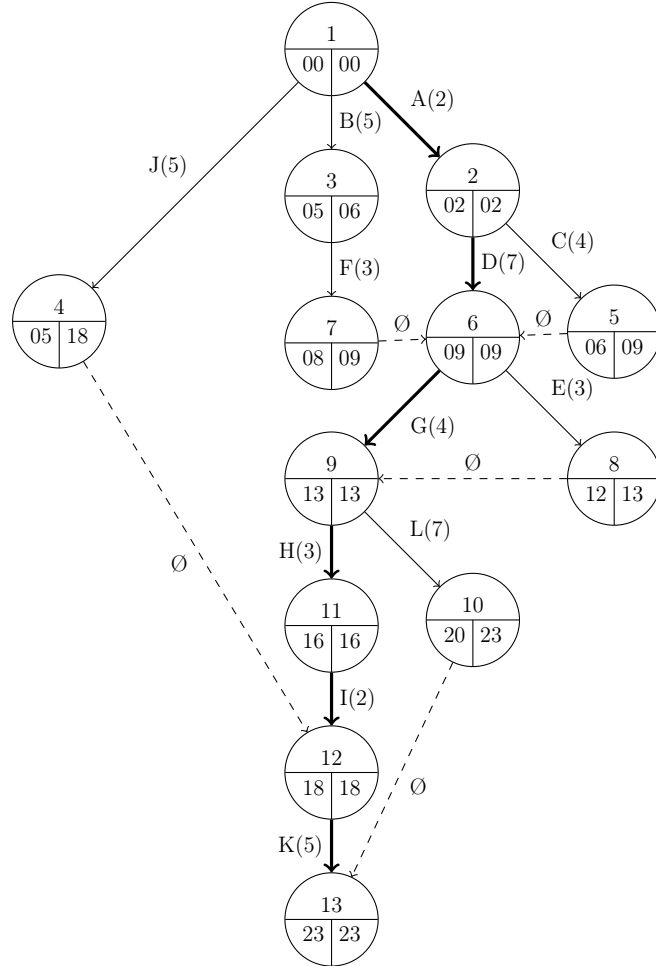 1
00 00
A(2)
B(5)
J(5)
3
05 06
2
02 02
C(4)
D(7)
F(3)
4
05 18
7
08 09
Ø
6
09 09
Ø
5
06 09
E(3)
G(4)
9
13 13
Ø
8
12 13
L(7)
H(3)
Ø
11
16 16
10
20 23
I(2)
12
18 18
Ø
K(5)
13
23 23